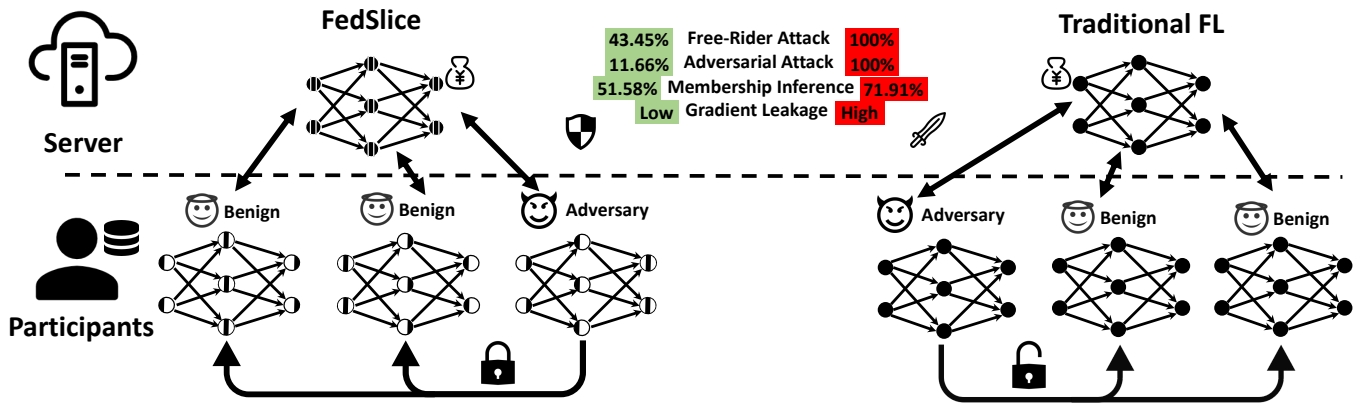 FedSlice
Traditional FL
43.45% Free-Rider Attack 100%
11.66% Adversarial Attack 100%
51.58% Membership Inference 71.91%
Low Gradient Leakage High
¥
¥
Server
Benign
Benign
Adversary
Adversary
Benign
Benign
Participants